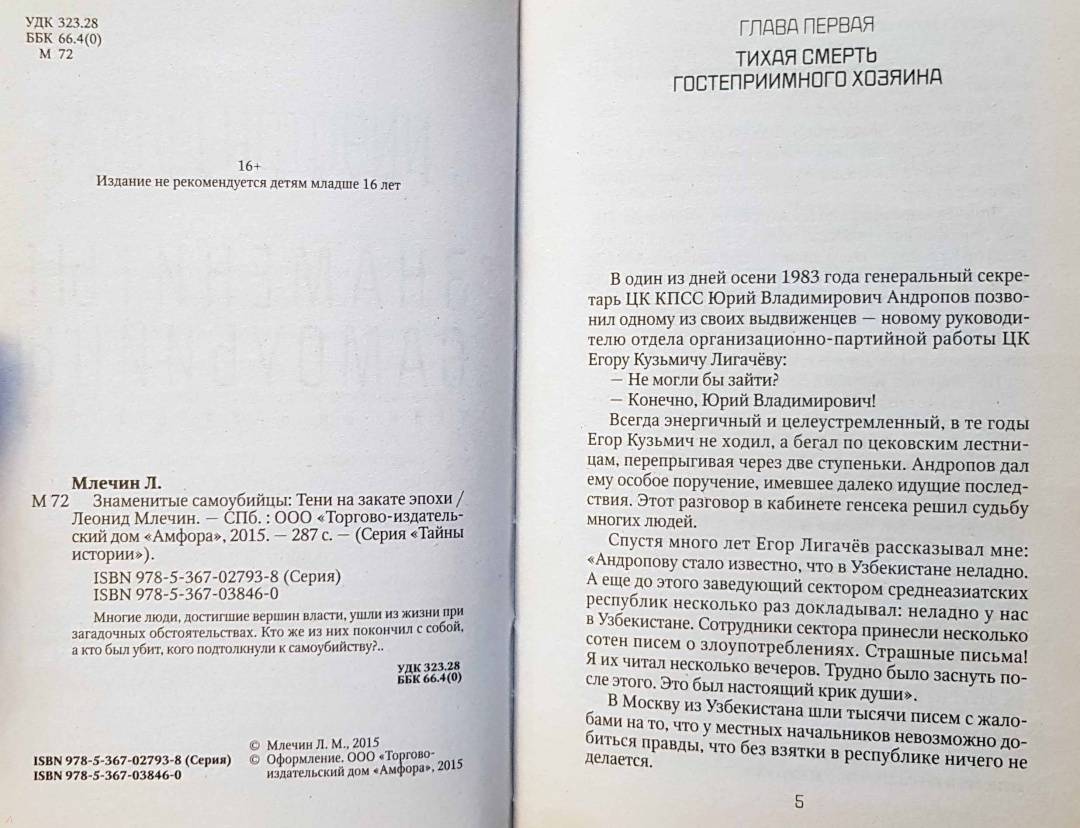 УДК 323.28
ББК 66.4(0)
М 72
16+
Издание не рекомендуется детям младше 16 лет
Млечин Л.
М 72 Знаменитые самоубийцы: Тени на закате эпохи /
Леонид Млечин. — СПб. : ООО «Торгово-издатель-
ский дом «Амфора», 2015. — 287 с. — (Серия «Тайны
истории»).
ISBN 978-5-367-02793-8 (Серия)
ISBN 978-5-367-03846-0
Многие люди, достигшие вершин власти, ушли из жизни при
загадочных обстоятельствах. Кто же из них покончил с собой,
а кто был убит, кого подтолкнули к самоубийству?..
УДК 323.28
ББК 66.4(0)
ISBN 978-5-367-02793-8 (Серия)
ISBN 978-5-367-03846-0
© Млечин Л. М., 2015
© Оформление. ООО «Торгово-
издательский дом «Амфора», 2015
ГЛАВА ПЕРВАЯ
ТИХАЯ СМЕРТЬ
ГОСТЕПРИИМНОГО ХОЗЯИНА
В один из дней осени 1983 года генеральный секре-
тарь ЦК КПСС Юрий Владимирович Андропов позво-
нил одному из своих выдвиженцев — новому руководи-
телю отдела организационно-партийной работы ЦК
Егору Кузьмичу Лигачёву:
— Не могли бы зайти?
— Конечно, Юрий Владимирович!
Всегда энергичный и целеустремленный, в те годы
Егор Кузьмич не ходил, а бегал по цековским лестни-
цам, перепрыгивая через две ступеньки. Андропов дал
ему особое поручение, имевшее далеко идущие послед-
ствия. Этот разговор в кабинете генсека решил судьбу
многих людей.
Спустя много лет Егор Лигачёв рассказывал мне:
«Андропову стало известно, что в Узбекистане неладно.
А еще до этого заведующий сектором среднеазиатских
республик несколько раз докладывал: неладно у нас
в Узбекистане. Сотрудники сектора принесли несколько
сотен писем о злоупотреблениях. Страшные письма!
Я их читал несколько вечеров. Трудно было заснуть по-
сле этого. Это был настоящий крик души».
В Москву из Узбекистана шли тысячи писем с жало-
бами на то, что у местных начальников невозможно до-
биться правды, что без взятки в республике ничего не
делается.
5